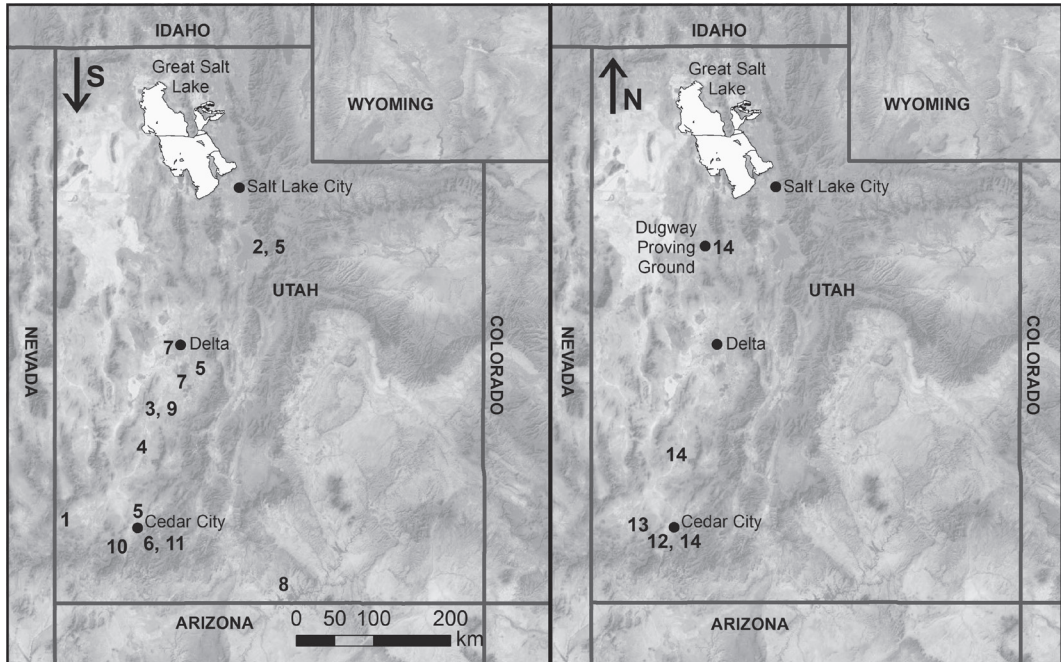 IDAHO
S
Great Salt
Lake
WYOMING
Salt Lake City
2, 5
UTAH
NEVADA
COLORADO
7
Delta
5
7
3, 9
4
1
5
Cedar City
10
6, 11
8
ARIZONA
0 50 100 200
km
IDAHO
N
Great Salt
Lake
WYOMING
Salt Lake City
Dugway
Proving
Ground
14
UTAH
NEVADA
COLORADO
Delta
14
13
Cedar City
12, 14
ARIZONA